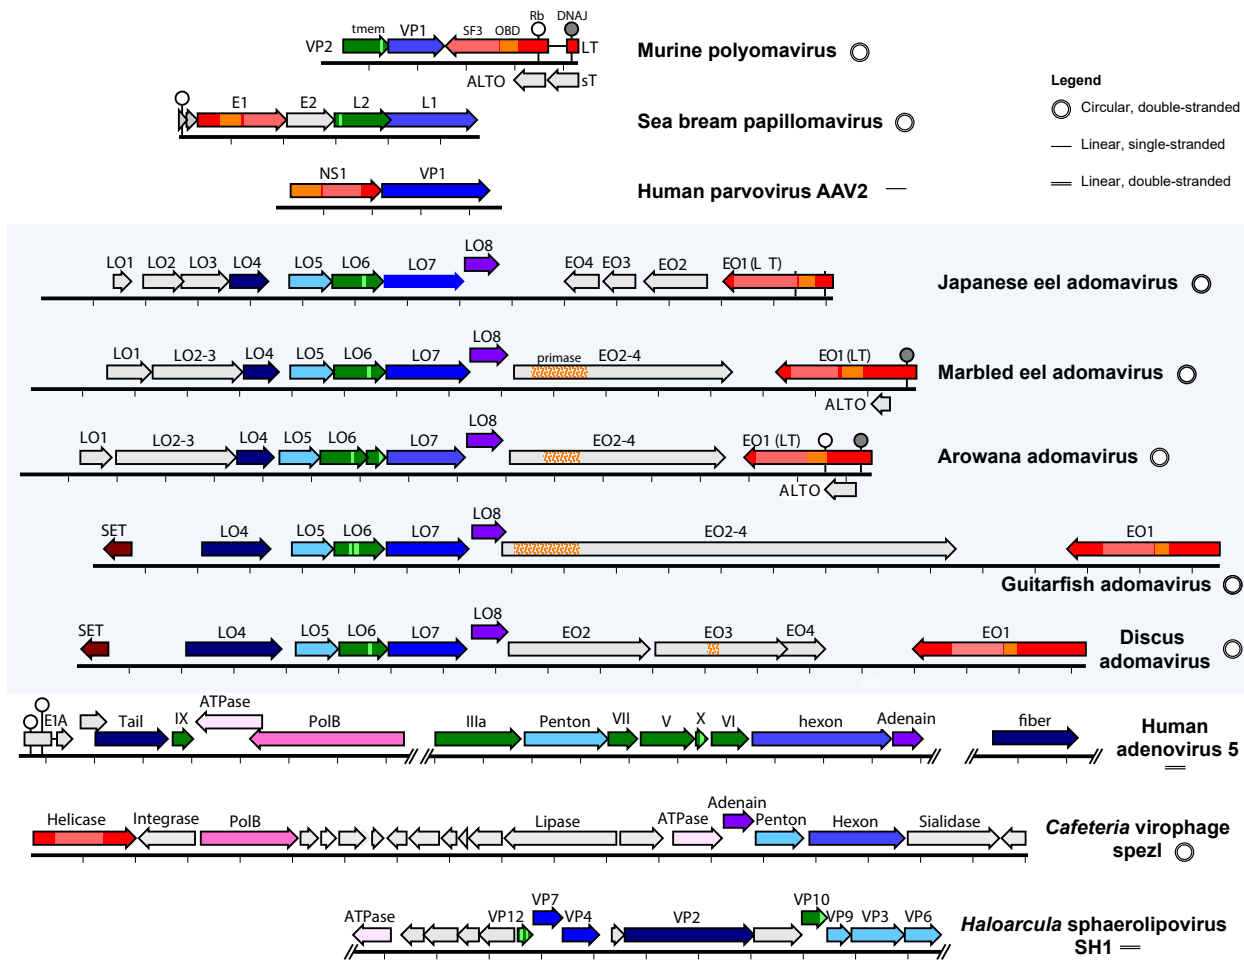 Rb DNAJ
tmem VP1 SF3 OBD
VP2 LT
Murine polyomavirus
ALTO sT
Legend
Circular, double-stranded
Linear, single-stranded
Linear, double-stranded
E1 E2 L2 L1
Sea bream papillomavirus
NS1 VP1
Human parvovirus AAV2
LO8
LO1 LO2 LO3 LO4 LO5 LO6 LO7 EO4 EO3 EO2 EO1 (L T)
Japanese eel adomavirus
LO8
LO1 LO2-3 LO4 LO5 LO6 LO7 primase EO2-4 EO1 (LT)
Marbled eel adomavirus
ALTO
LO8
LO1 LO2-3 LO4 LO5 LO6 LO7 EO2-4 EO1 (LT)
Arowana adomavirus
ALTO
LO8
SET LO4 LO5 LO6 LO7 EO2-4 EO1
Guitarfish adomavirus
LO8
SET LO4 LO5 LO6 LO7 EO2 EO3 EO4 EO1
Discus
adomavirus
ATPase
E1A Tail IX PolB IIIa Penton VII V X VI hexon Adenain fiber
Human
adenovirus 5
Adenain
Helicase Integrase PolB Lipase ATPase Penton Hexon Sialidase
Cafeteria virophage
spezl
VP7 VP10
ATPase VP12 VP4 VP2 VP9 VP3 VP6
Haloarcula sphaerolipovirus
SH1